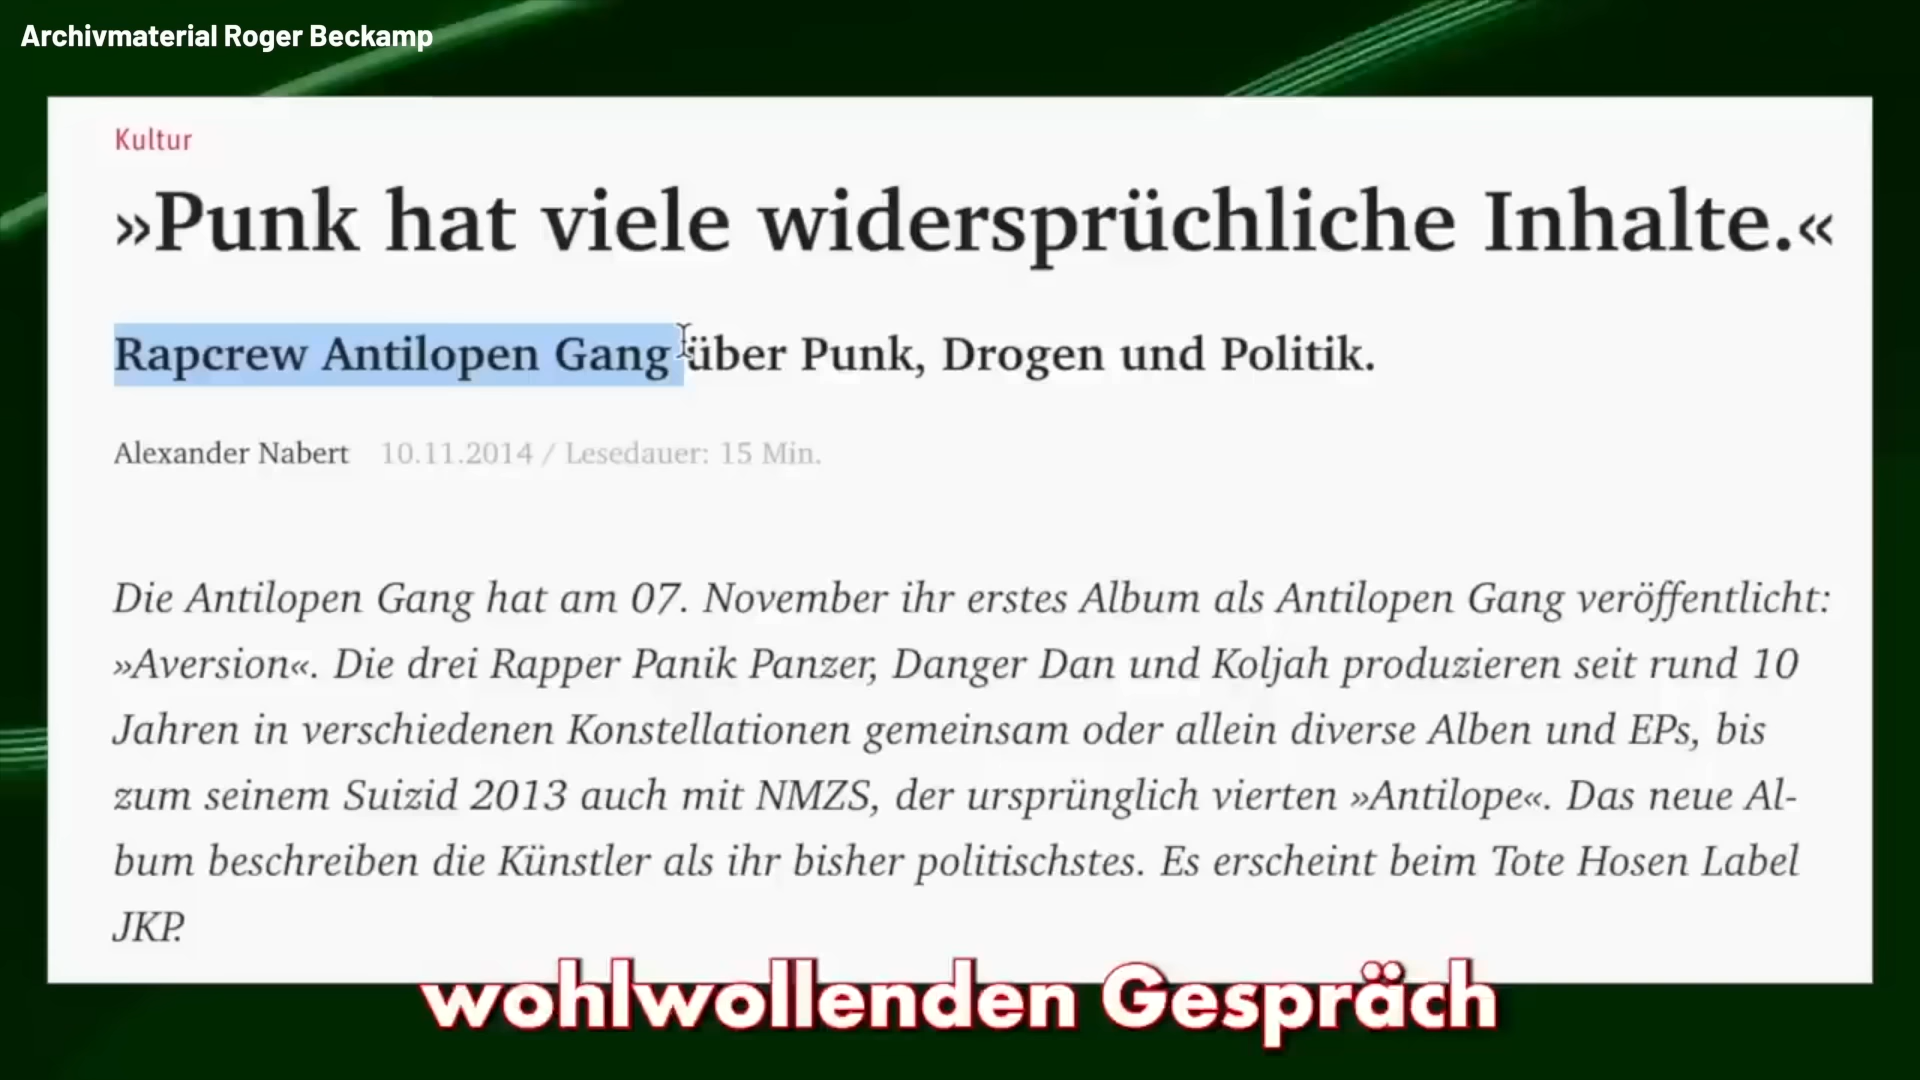 Archivmaterial Roger Beckamp
Kultur
»Punk hat viele widersprüchliche Inhalte.«
Rapcrew Antilopen Gang über Punk, Drogen und Politik.
Alexander Nabert 10.11.2014 / Lesedauer: 15 Min.
Die Antilopen Gang hat am 07. November ihr erstes Album als Antilopen Gang veröffentlicht:
»Aversion«. Die drei Rapper Panik Panzer, Danger Dan und Koljah produzieren seit rund 10
Jahren in verschiedenen Konstellationen gemeinsam oder allein diverse Alben und EPs, bis
zum seinem Suizid 2013 auch mit NMZS, der ursprünglich vierten »Antilope«. Das neue Al-
bum beschreiben die Künstler als ihr bisher politischstes. Es erscheint beim Tote Hosen Label
JKP.
wohlwollenden Gespräch